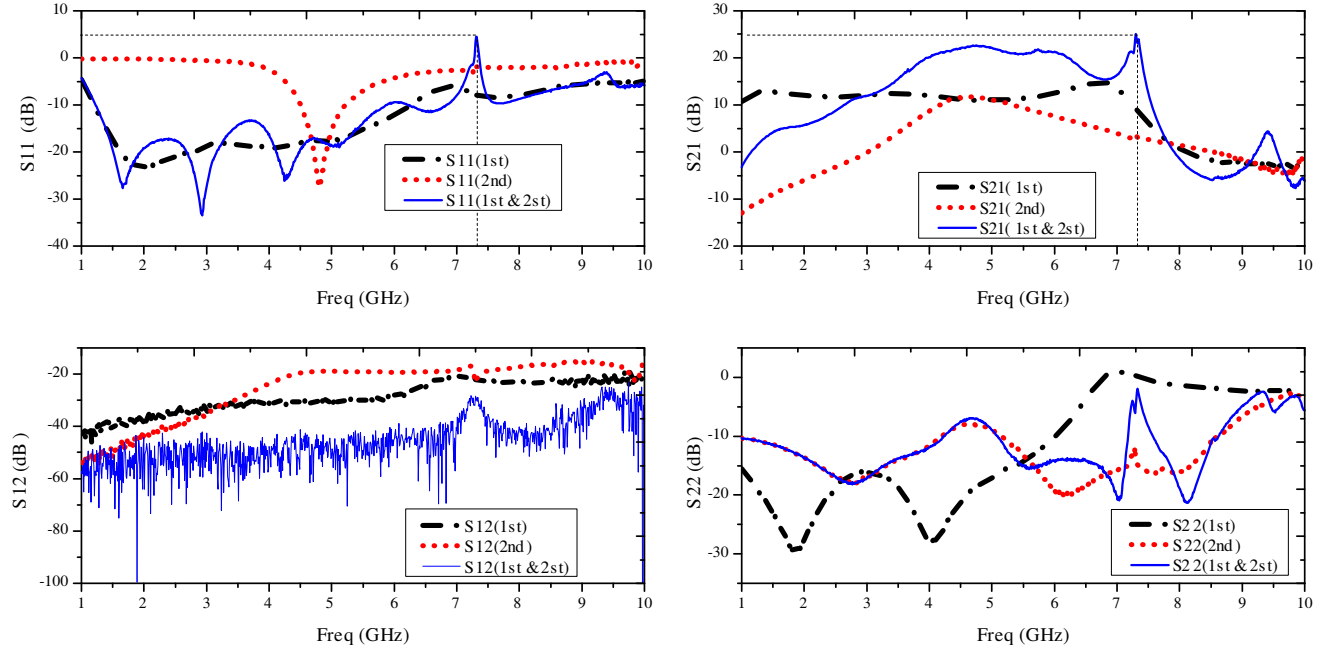 10
0
-10
-20
-30
-40
S11 (dB)
1 2 3 4 5 6 7 8 9 10
Freq (GHz)
S11(1st)
S11(2nd)
S11(1st & 2st)
30
20
10
0
-10
-20
S21 (dB)
1 2 3 4 5 6 7 8 9 10
Freq (GHz)
S21( 1st)
S21( 2nd)
S21( 1st & 2st)
-20
-40
-60
-80
-100
S12 (dB)
1 2 3 4 5 6 7 8 9 10
Freq (GHz)
S12(1st)
S12(2nd)
S12(1st & 2st)
0
-10
-20
-30
S22 (dB)
1 2 3 4 5 6 7 8 9 10
Freq (GHz)
S22(1st)
S22(2nd)
S22(1st & 2st)